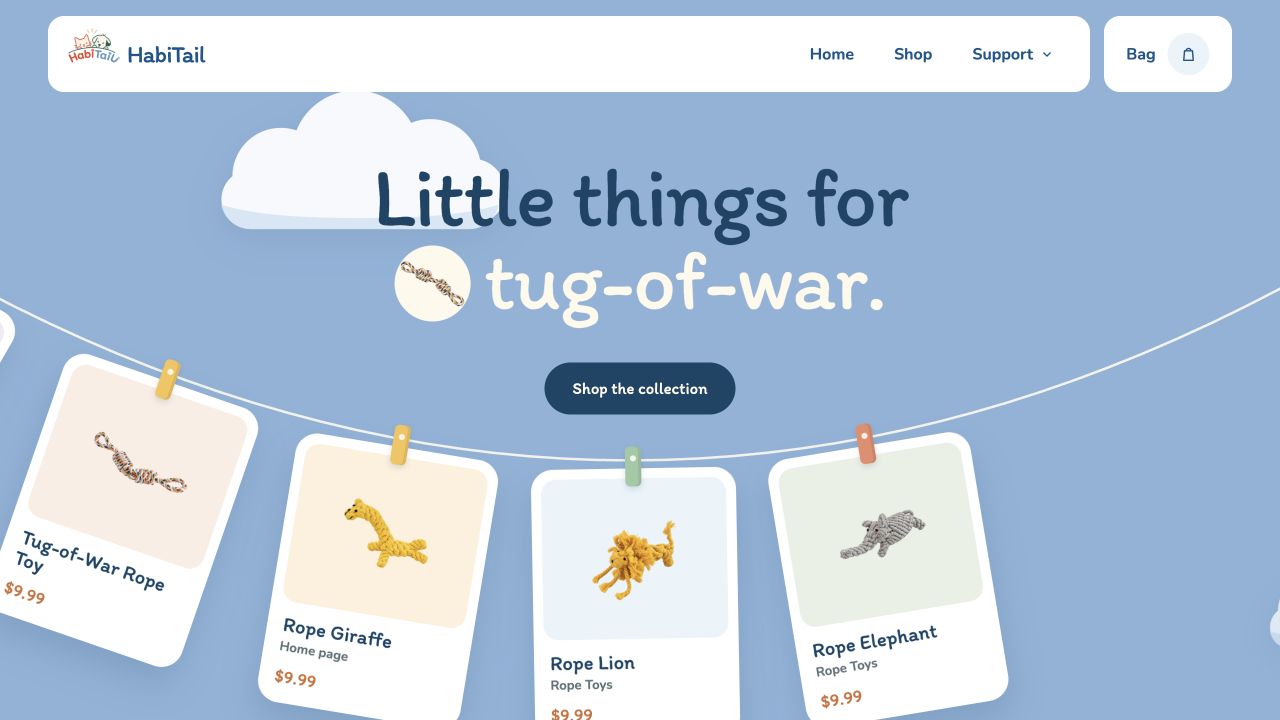 HabiTail
HabiTail
Home
Shop
Support
Bag
Little things for
tug-of-war.
Shop the collection
Tug-of-War Rope
Toy
$9.99
Rope Giraffe
Home page
$9.99
Rope Lion
Rope Toys
$9.99
Rope Elephant
Rope Toys
$9.99